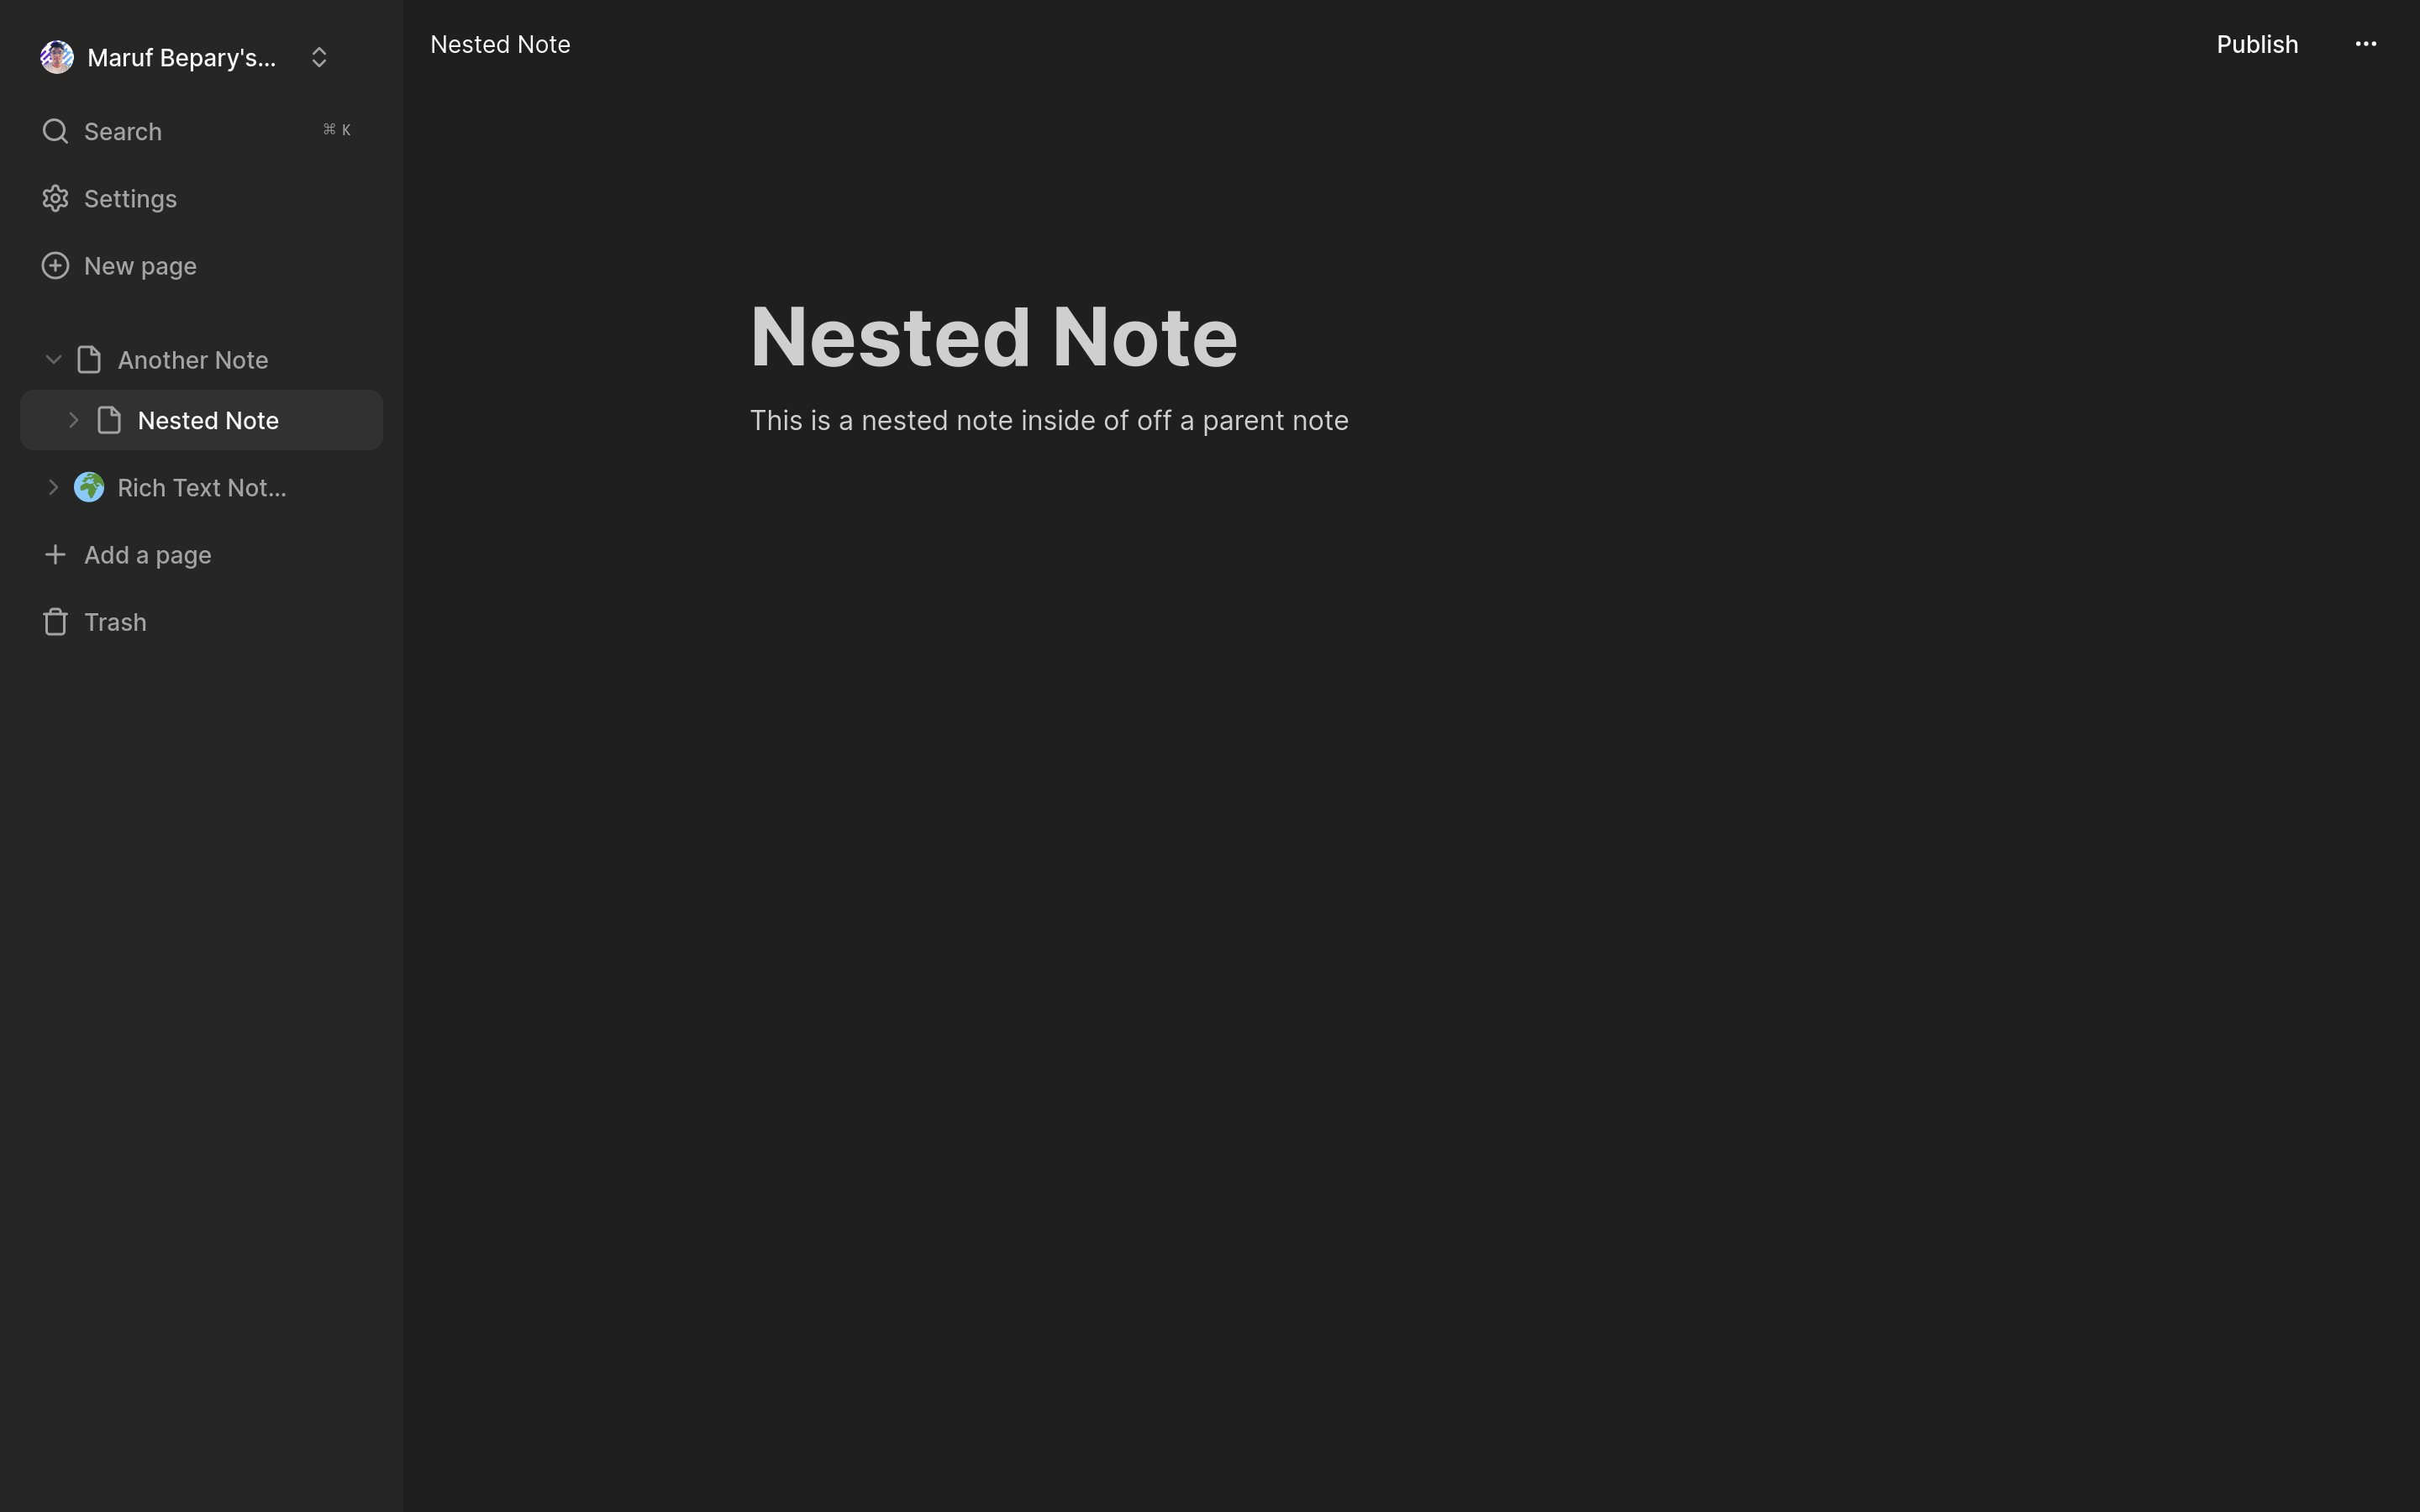 Maruf Bepary's...
Search ⌘ K
Settings
New page
Another Note
Nested Note
Rich Text Not...
Add a page
Trash
Nested Note
Publish
Nested Note
This is a nested note inside of off a parent note